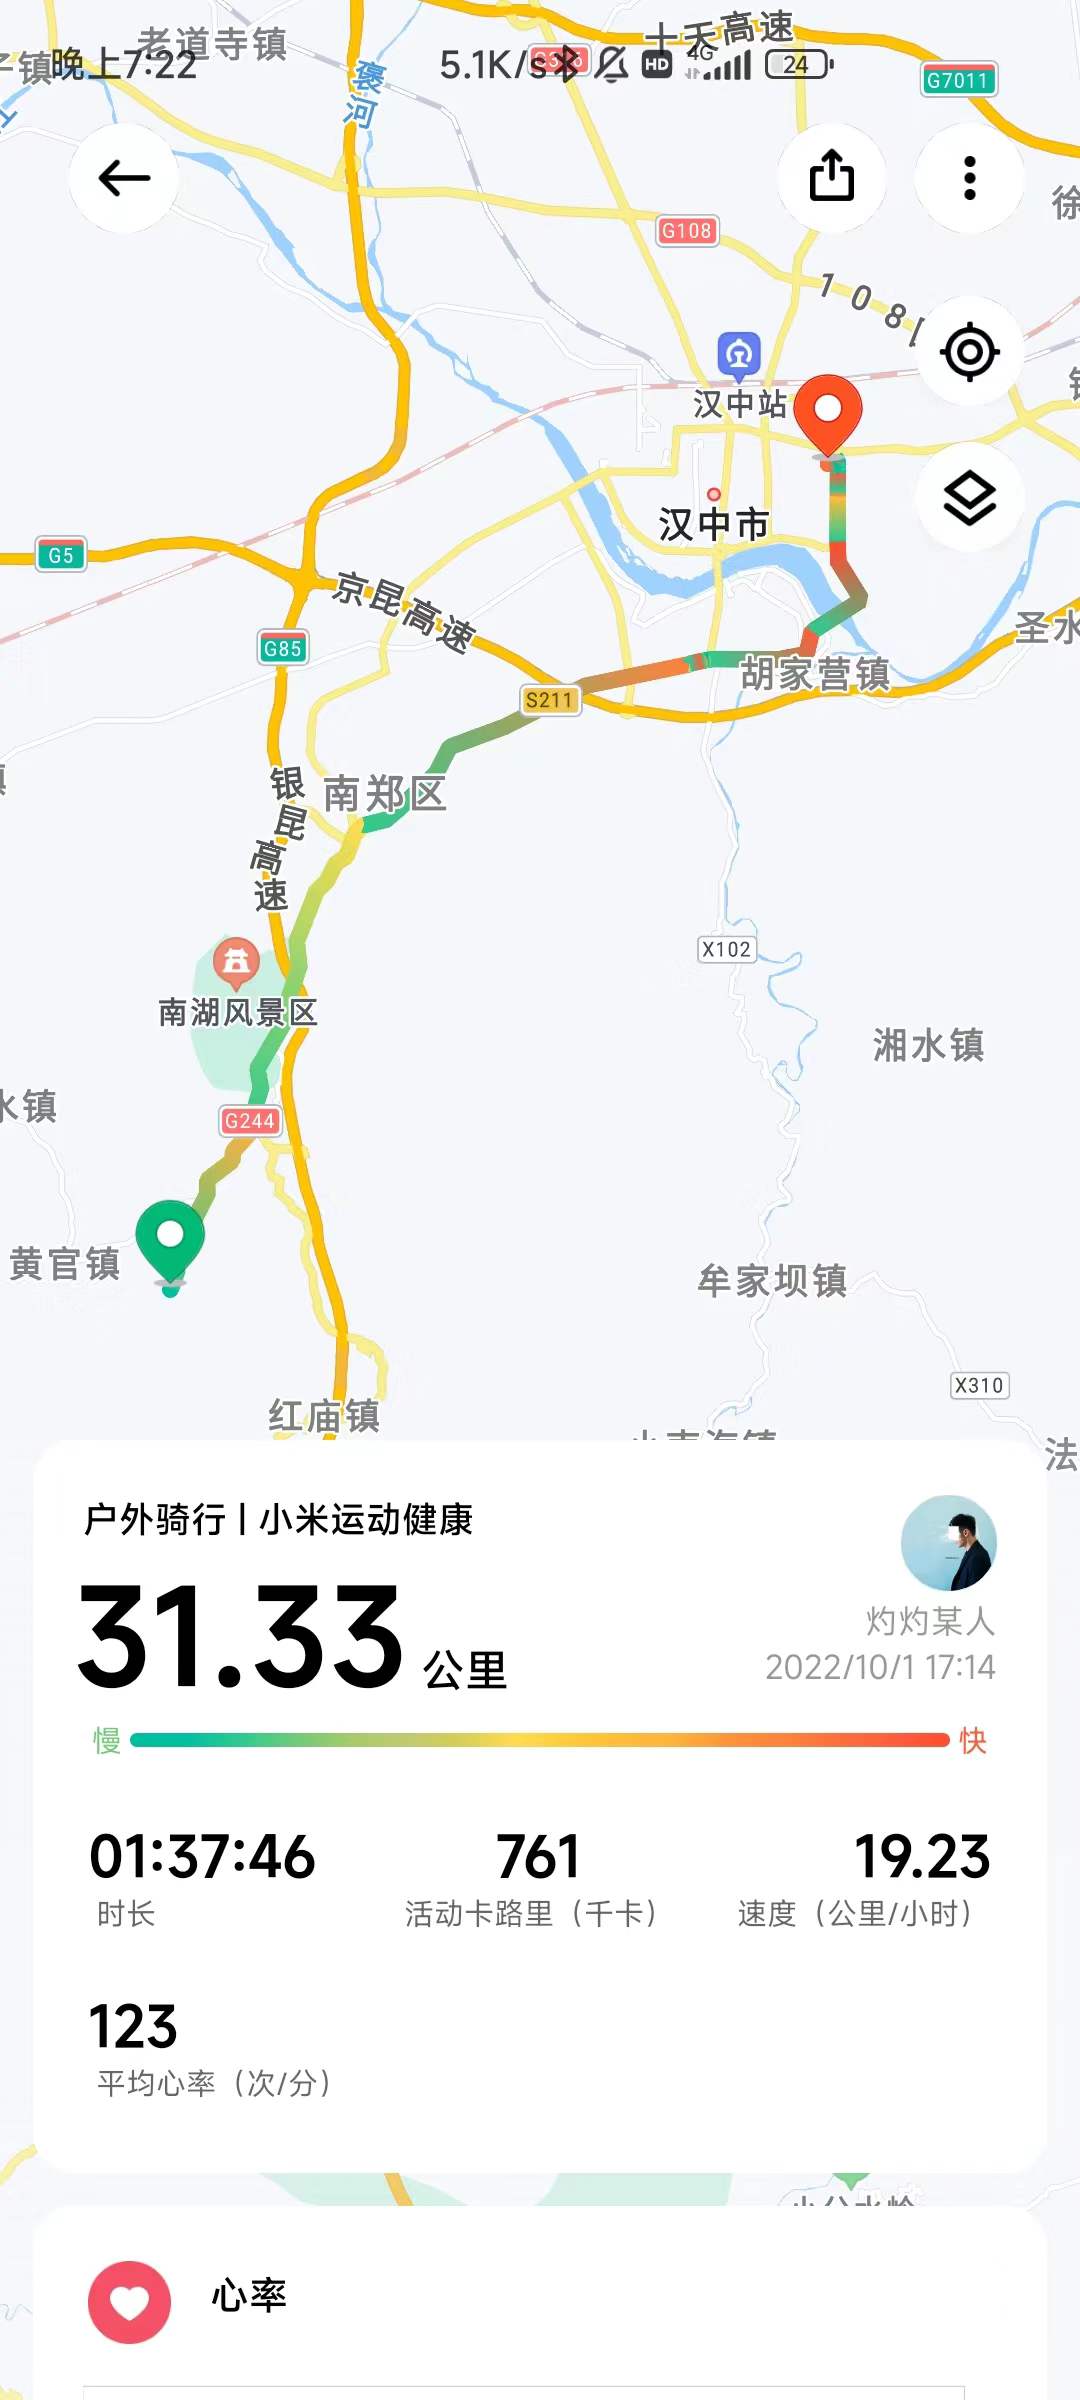 老道寺镇
十天高速
晚上7:22
5.1K/s
HD
4G
24
G7011
褒河
G108
108
汉中站
汉中市
G5
京昆高速
G85
圣水
胡家营镇
S211
银昆高速
南郑区
X102
南湖风景区
湘水镇
水镇
G244
黄官镇
牟家坝镇
X310
红庙镇
法
户外骑行 | 小米运动健康
31.33 公里
灼灼某人
2022/10/1 17:14
慢
快
01:37:46
761
19.23
时长
活动卡路里（千卡）
速度（公里/小时）
123
平均心率（次/分）
心率